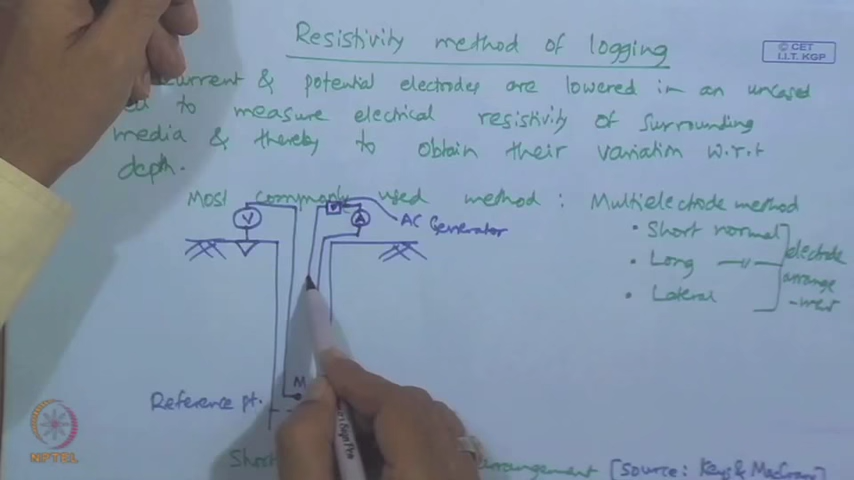 Resistivity method of logging
© CET
I.I.T. KGP
current & potential electrodes are lowered in an uncased
to measure electrical resistivity of surrounding
media & thereby to obtain their variation w.r.t
depth.
Most commonly used method : Multielectrode method
• Short normal
• Long —〃—
• Lateral
electrode
arrange
-ment
V
A
AC Generator
M
Reference pt.
arrangement [Source: Keys &
NPTEL